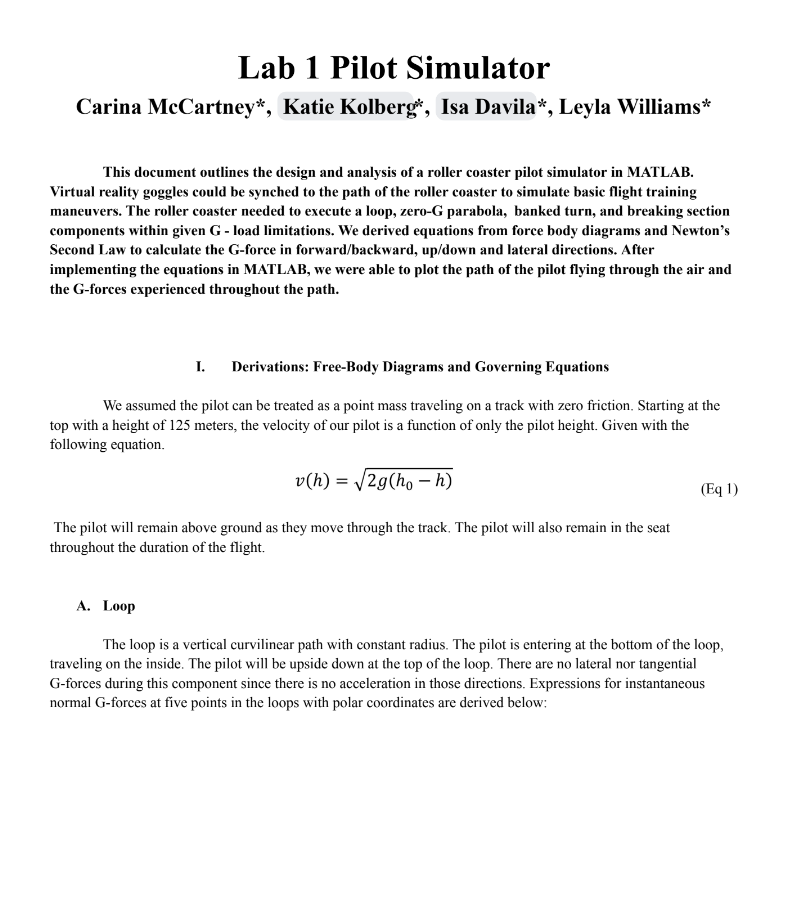 Lab 1 Pilot Simulator
Carina McCartney*, Katie Kolberg*, Isa Davila*, Leyla Williams*
This document outlines the design and analysis of a roller coaster pilot simulator in MATLAB.
Virtual reality goggles could be synched to the path of the roller coaster to simulate basic flight training
maneuvers. The roller coaster needed to execute a loop, zero-G parabola, banked turn, and breaking section
components within given G - load limitations. We derived equations from force body diagrams and Newton's
Second Law to calculate the G-force in forward/backward, up/down and lateral directions. After
implementing the equations in MATLAB, we were able to plot the path of the pilot flying through the air and
the G-forces experienced throughout the path.
I. Derivations: Free-Body Diagrams and Governing Equations
We assumed the pilot can be treated as a point mass traveling on a track with zero friction. Starting at the
top with a height of 125 meters, the velocity of our pilot is a function of only the pilot height. Given with the
following equation.
v(h) = √2g(h₀ − h)
(Eq 1)
The pilot will remain above ground as they move through the track. The pilot will also remain in the seat
throughout the duration of the flight.
A. Loop
The loop is a vertical curvilinear path with constant radius. The pilot is entering at the bottom of the loop,
traveling on the inside. The pilot will be upside down at the top of the loop. There are no lateral nor tangential
G-forces during this component since there is no acceleration in those directions. Expressions for instantaneous
normal G-forces at five points in the loops with polar coordinates are derived below: